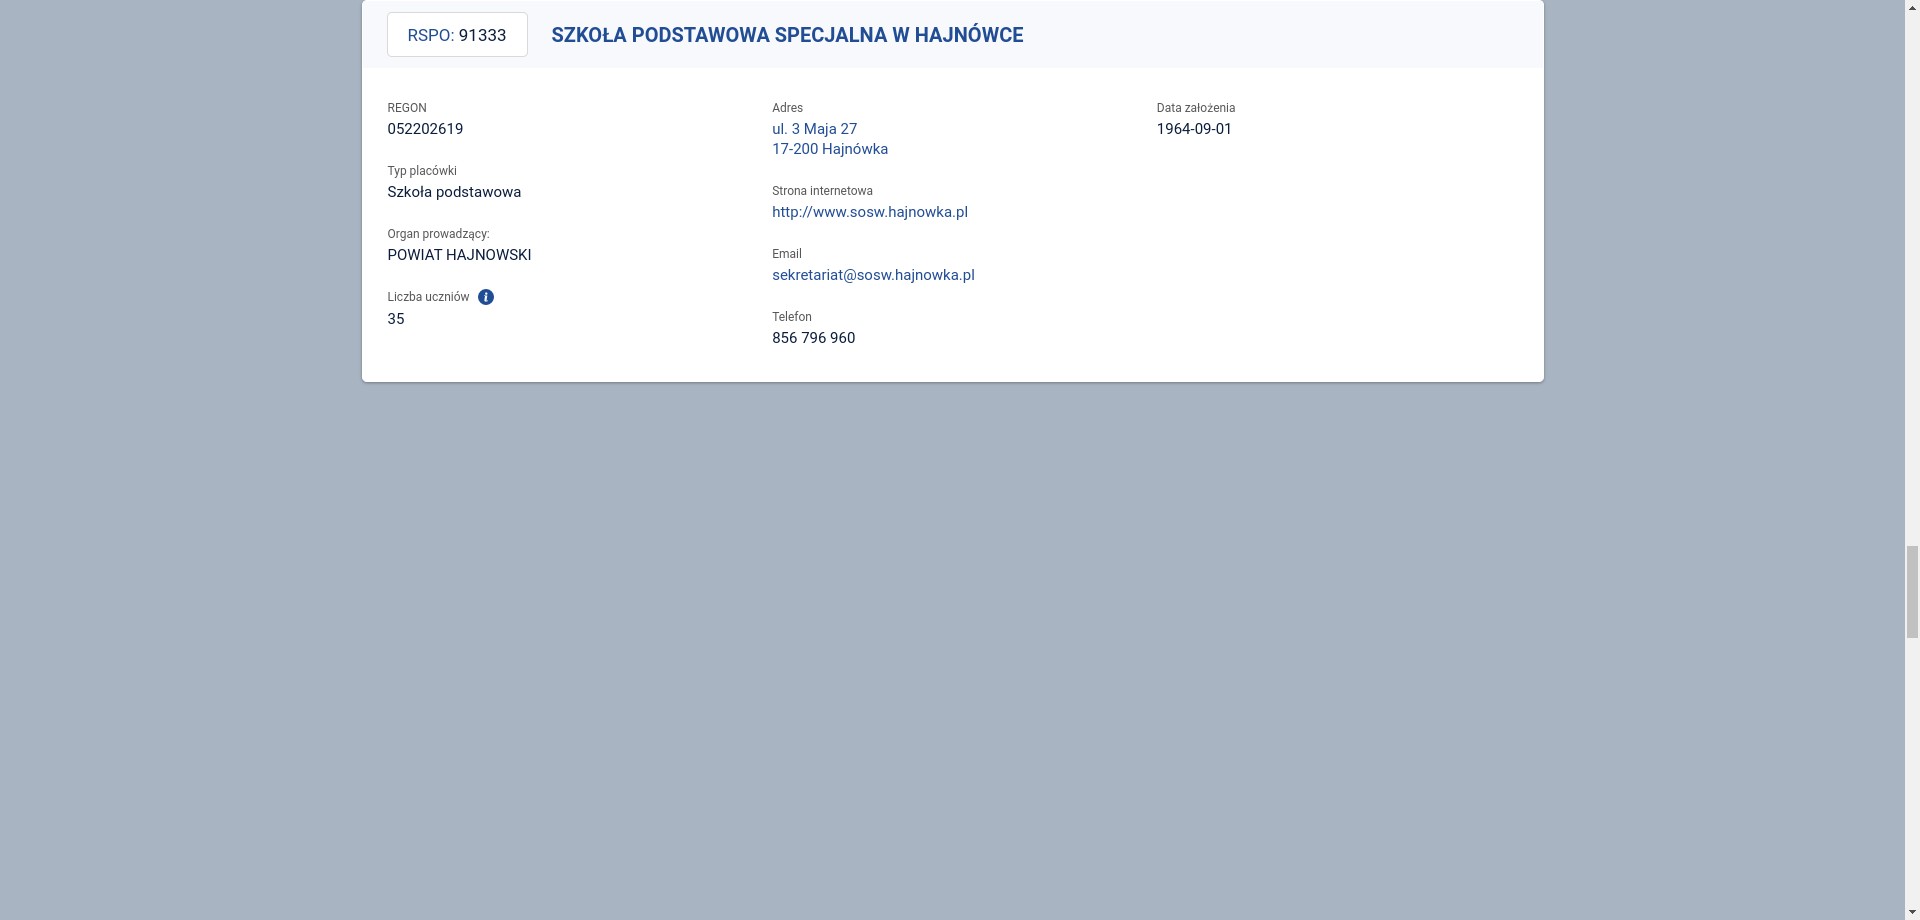 RSPO: 91333
SZKOŁA PODSTAWOWA SPECJALNA W HAJNÓWCE
REGON
052202619
Typ placówki
Szkoła podstawowa
Organ prowadzący:
POWIAT HAJNOWSKI
Liczba uczniów
35
Adres
ul. 3 Maja 27
17-200 Hajnówka
Strona internetowa
http://www.sosw.hajnowka.pl
Email
sekretariat@sosw.hajnowka.pl
Telefon
856 796 960
Data założenia
1964-09-01